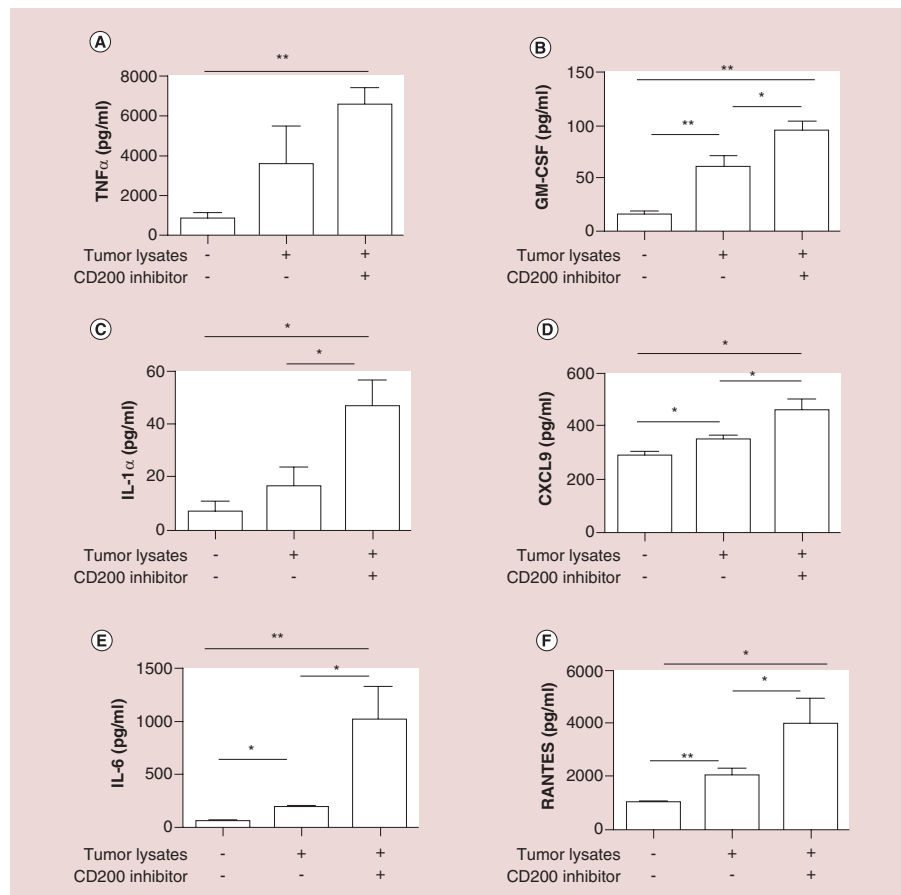 A
**
8000
6000
4000
2000
0
TNFα (pg/ml)
Tumor lysates - + +
CD200 inhibitor - - +
B
**
*
**
150
100
50
0
GM-CSF (pg/ml)
Tumor lysates - + +
CD200 inhibitor - - +
C
*
*
60
40
20
0
IL-1α (pg/ml)
Tumor lysates - + +
CD200 inhibitor - - +
D
*
*
*
600
400
200
0
CXCL9 (pg/ml)
Tumor lysates - + +
CD200 inhibitor - - +
E
**
*
*
1500
1000
500
0
IL-6 (pg/ml)
Tumor lysates - + +
CD200 inhibitor - - +
F
*
*
**
6000
4000
2000
0
RANTES (pg/ml)
Tumor lysates - + +
CD200 inhibitor - - +